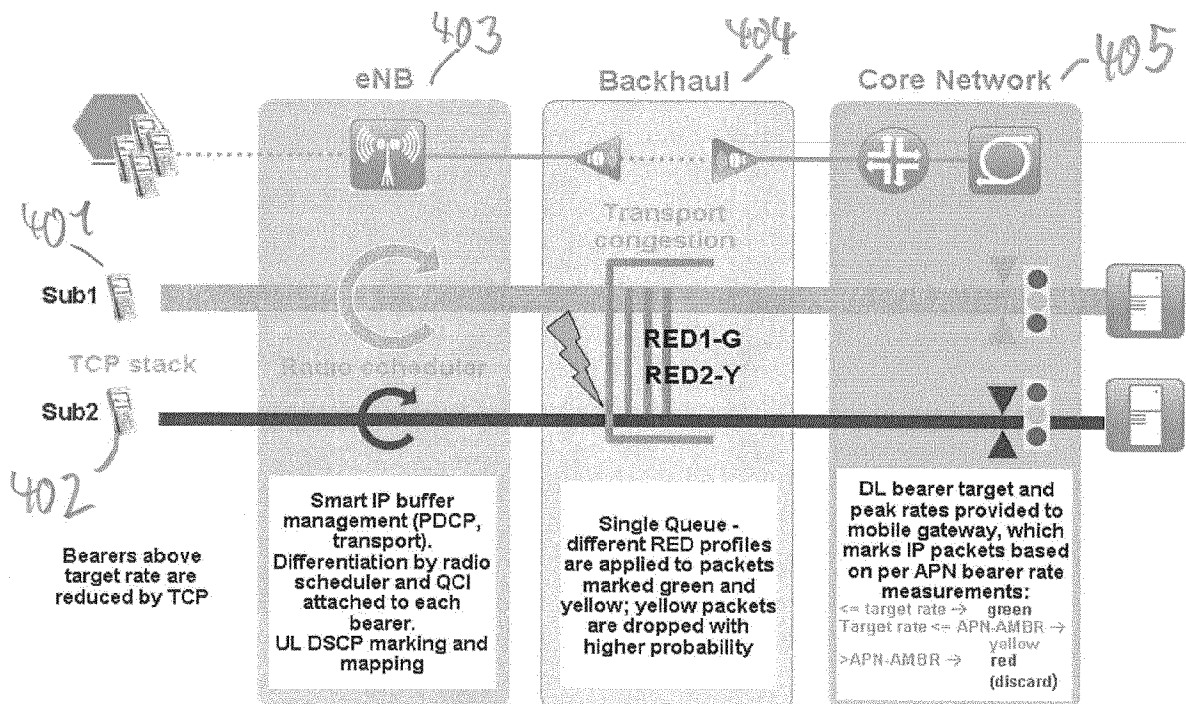 403
404
405
eNB
Backhaul
Core Network
Transport
congestion
401
Sub1
RED1-G
RED2-Y
TCP stack
Radio scheduler
Sub2
402
Bearers above
target rate are
reduced by TCP
Smart IP buffer
management (PDCP,
transport).
Differentiation by radio
scheduler and QCI
attached to each
bearer.
UL DSCP marking and
mapping
Single Queue -
different RED profiles
are applied to packets
marked green and
yellow; yellow packets
are dropped with
higher probability
DL bearer target and
peak rates provided to
mobile gateway, which
marks IP packets based
on per APN bearer rate
measurements:
<= target rate → green
Target rate <= APN-AMBR →
yellow
>APN-AMBR → red
(discard)